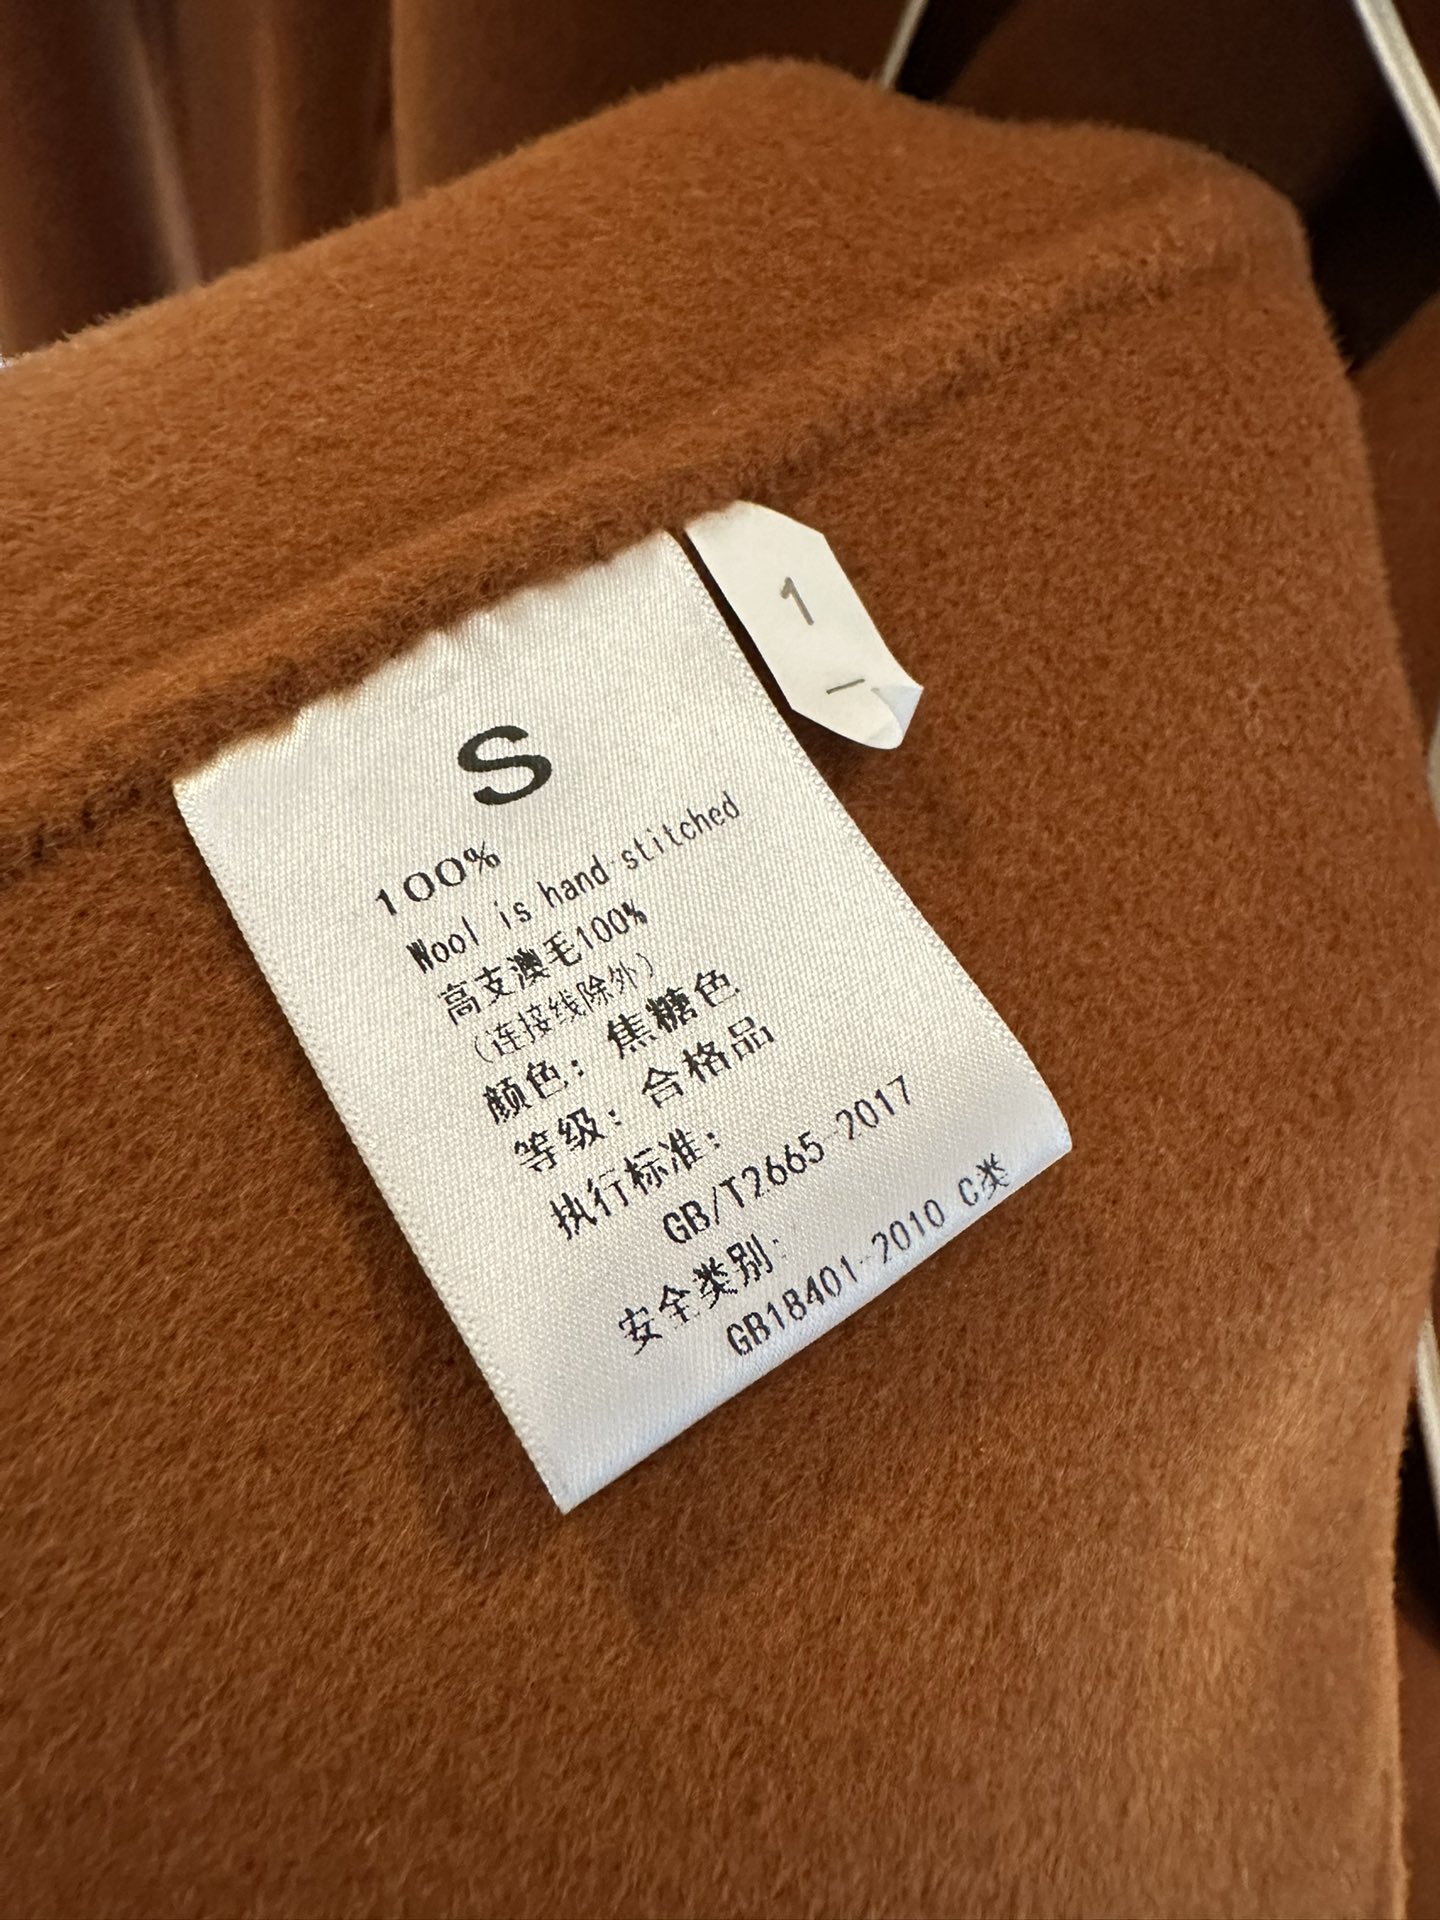 S
100%
Wool is hand-stitched
高支澳毛100%
(连接线除外)
颜色: 焦糖色
等级: 合格品
执行标准:
GB/T2665-2017
安全类别:
GB18401-2010 C类
1